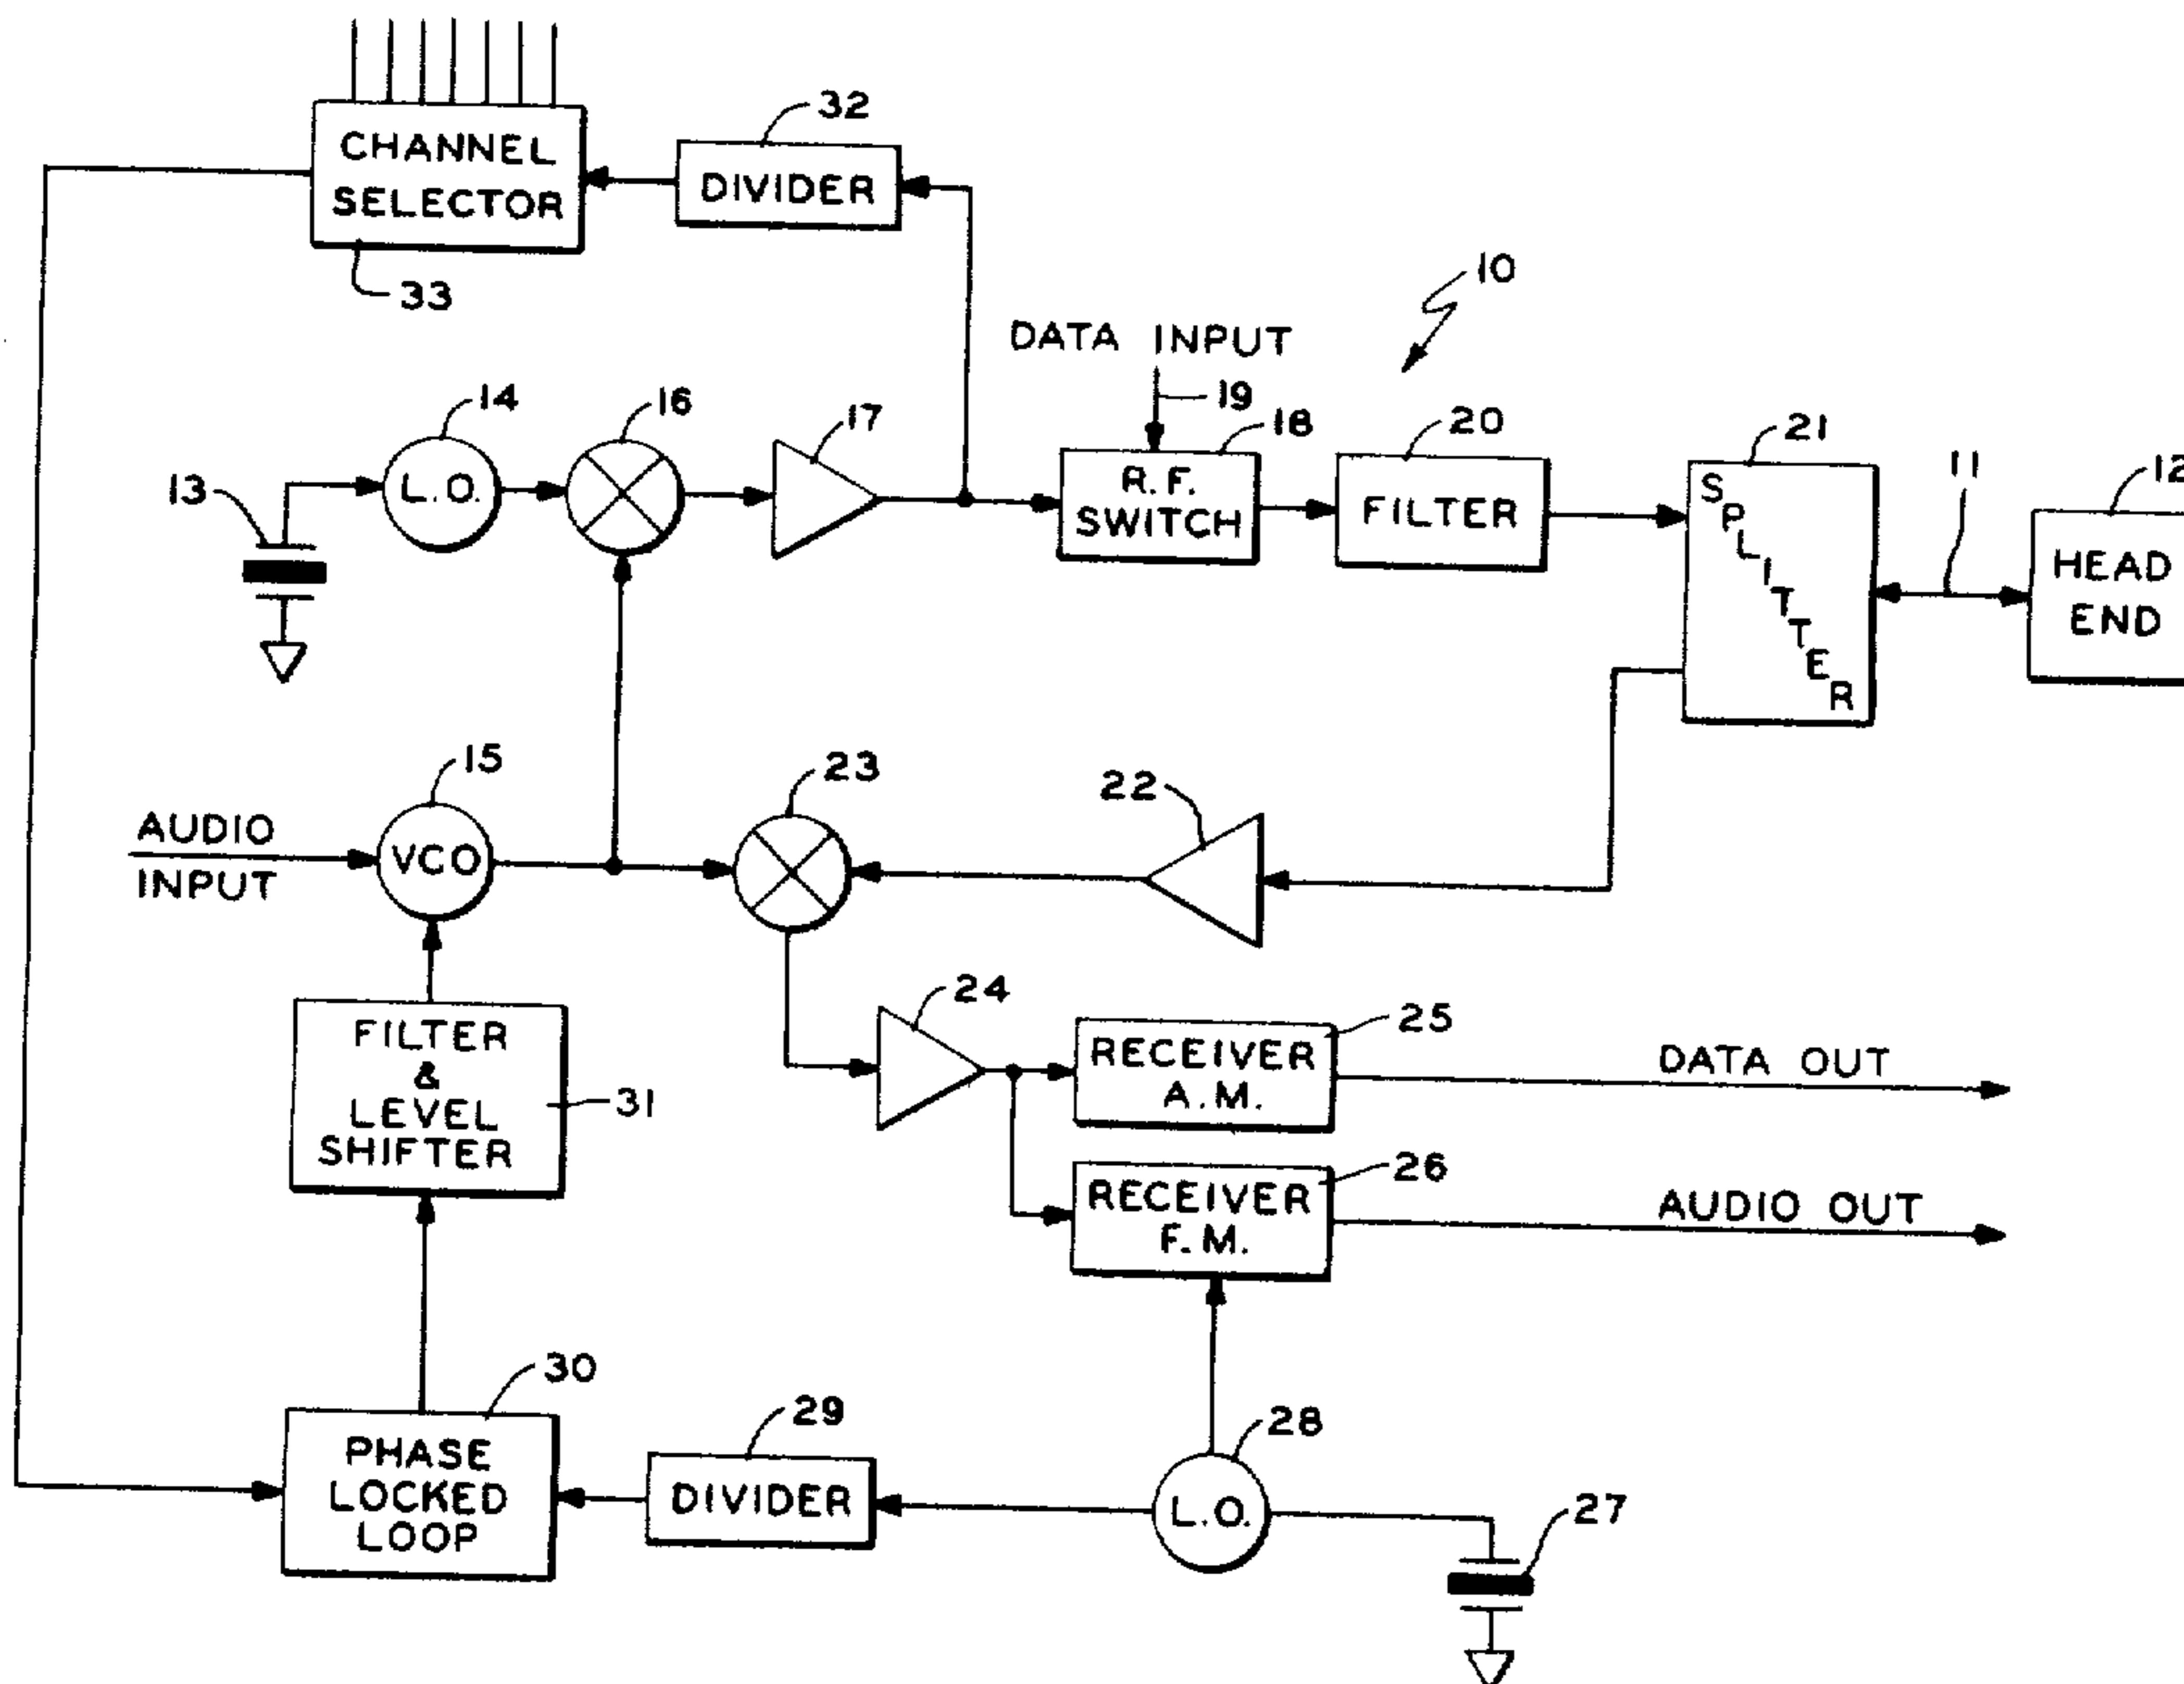 32
CHANNEL
SELECTOR
DIVIDER
33
10
DATA INPUT
19
14
16
17
18
20
21
11
12
13
L.O.
R.F.
SWITCH
FILTER
SPLITTER
HEAD
END
15
23
22
AUDIO
INPUT
VCO
24
25
FILTER
&
LEVEL
SHIFTER
31
RECEIVER
A.M.
DATA OUT
26
RECEIVER
F.M.
AUDIO OUT
30
29
28
PHASE
LOCKED
LOOP
DIVIDER
L.O.
27